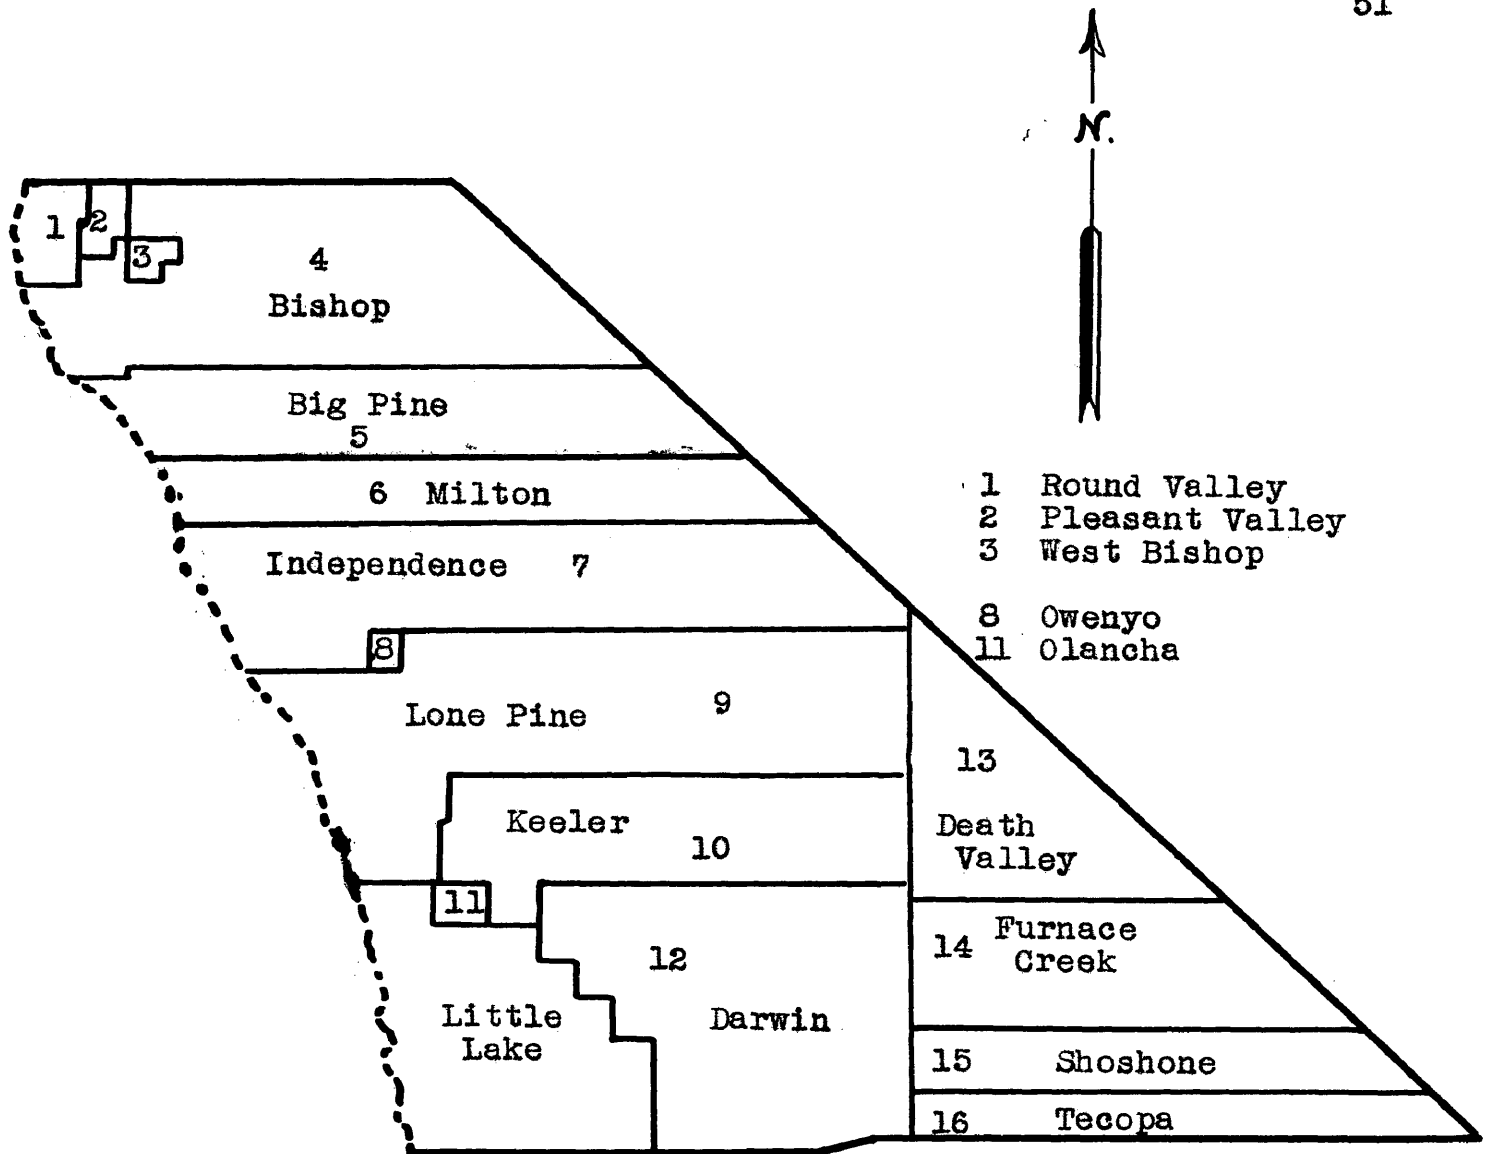 51
N.
1
2
3
4
Bishop
Big Pine
5
6 Milton
Independence 7
1 Round Valley
2 Pleasant Valley
3 West Bishop
8 Owenyo
11 Olancha
8
9
Lone Pine
13
Death
Valley
Keeler
10
11
12
Darwin
Little
Lake
14 Furnace
Creek
15 Shoshone
16 Tecopa